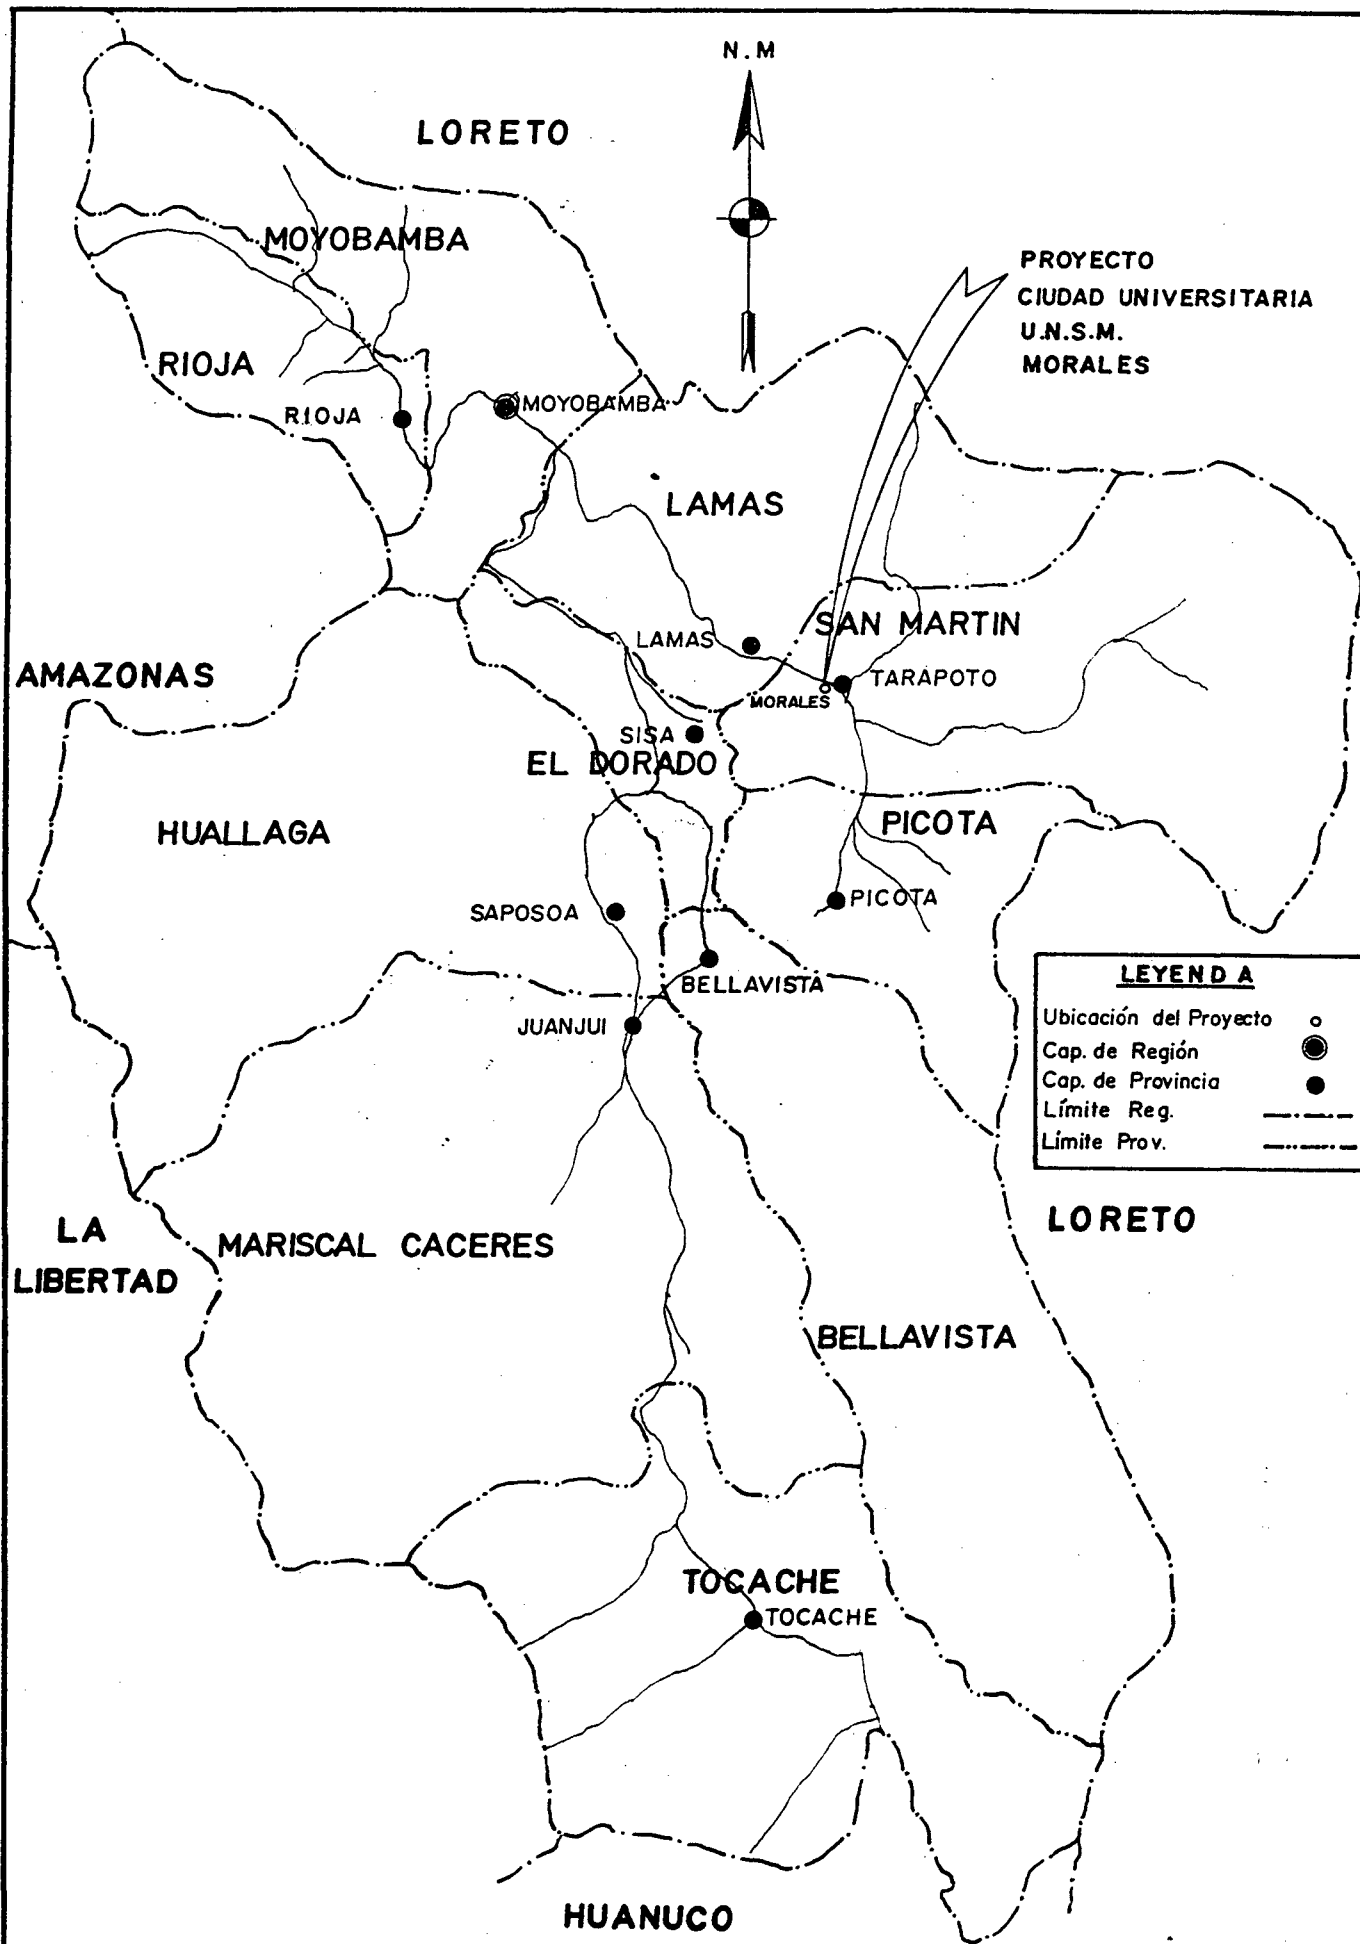 N.M
LORETO
MOYOBAMBA
PROYECTO
CIUDAD UNIVERSITARIA
U.N.S.M.
MORALES
RIOJA
RIOJA
MOYOBAMBA
LAMAS
SAN MARTIN
LAMAS
AMAZONAS
TARAPOTO
MORALES
SISA
EL DORADO
HUALLAGA
PICOTA
PICOTA
SAPOSOA
BELLAVISTA
JUANJUI
LEYENDA
Ubicación del Proyecto
Cap. de Región
Cap. de Provincia
Límite Reg.
Límite Prov.
LORETO
LA
LIBERTAD
MARISCAL CACERES
BELLAVISTA
TOCACHE
TOCACHE
HUANUCO